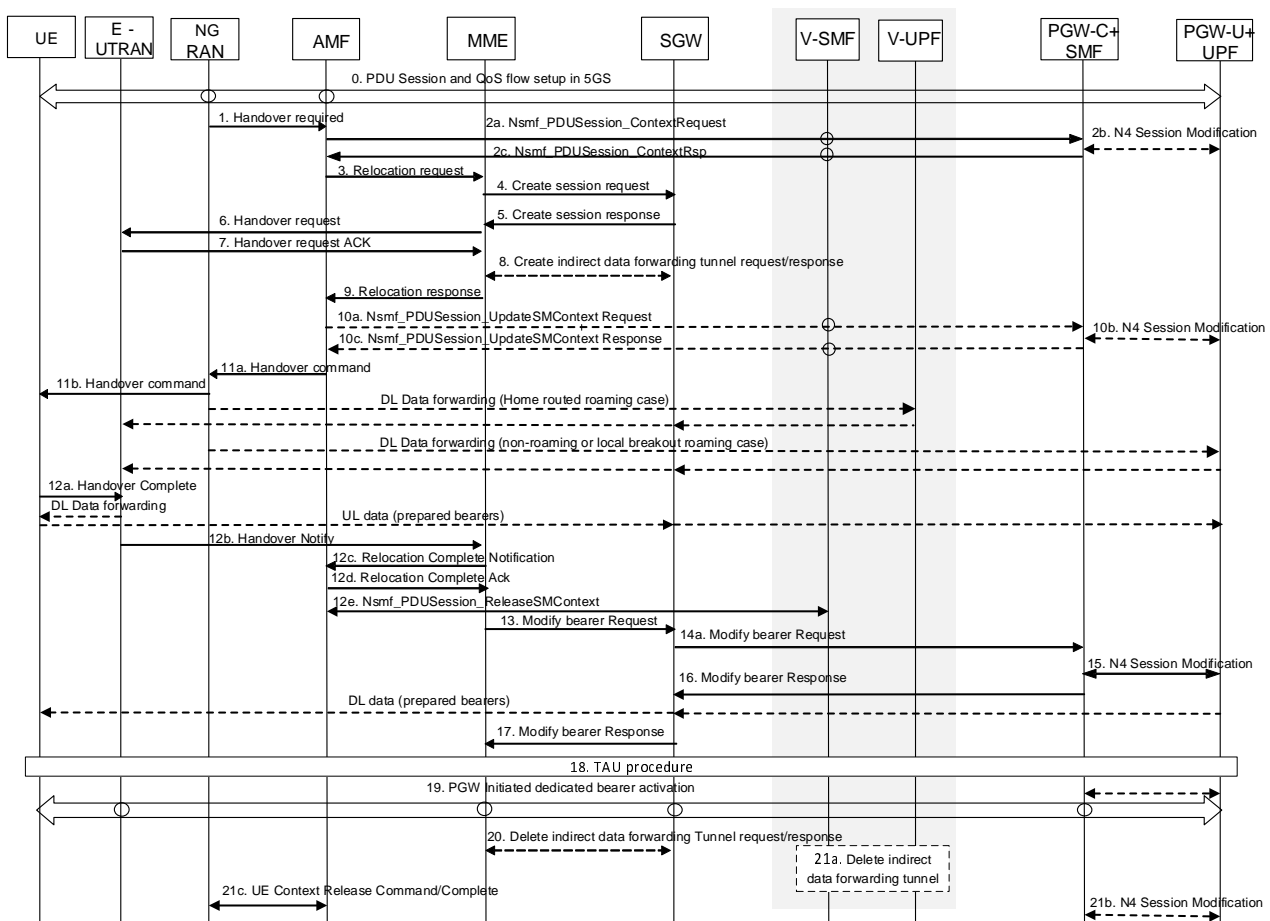 UE
E -
UTRAN
NG
RAN
AMF
MME
SGW
V-SMF
V-UPF
PGW-C+
SMF
PGW-U+
UPF
0. PDU Session and QoS flow setup in 5GS
1. Handover required
2a. Nsmf_PDUSession_ContextRequest
2b. N4 Session Modification
2c. Nsmf_PDUSession_ContextRsp
3. Relocation request
4. Create session request
5. Create session response
6. Handover request
7. Handover request ACK
8. Create indirect data forwarding tunnel request/response
9. Relocation response
10a. Nsmf_PDUSession_UpdateSMContext Request
10b. N4 Session Modification
10c. Nsmf_PDUSession_UpdateSMContext Response
11a. Handover command
11b. Handover command
DL Data forwarding (Home routed roaming case)
DL Data forwarding (non-roaming or local breakout roaming case)
12a. Handover Complete
DL Data forwarding
UL data (prepared bearers)
12b. Handover Notify
12c. Relocation Complete Notification
12d. Relocation Complete Ack
12e. Nsmf_PDUSession_ReleaseSMContext
13. Modify bearer Request
14a. Modify bearer Request
15. N4 Session Modification
16. Modify bearer Response
DL data (prepared bearers)
17. Modify bearer Response
18. TAU procedure
19. PGW Initiated dedicated bearer activation
20. Delete indirect data forwarding Tunnel request/response
21a. Delete indirect
data forwarding tunnel
21c. UE Context Release Command/Complete
21b. N4 Session Modification